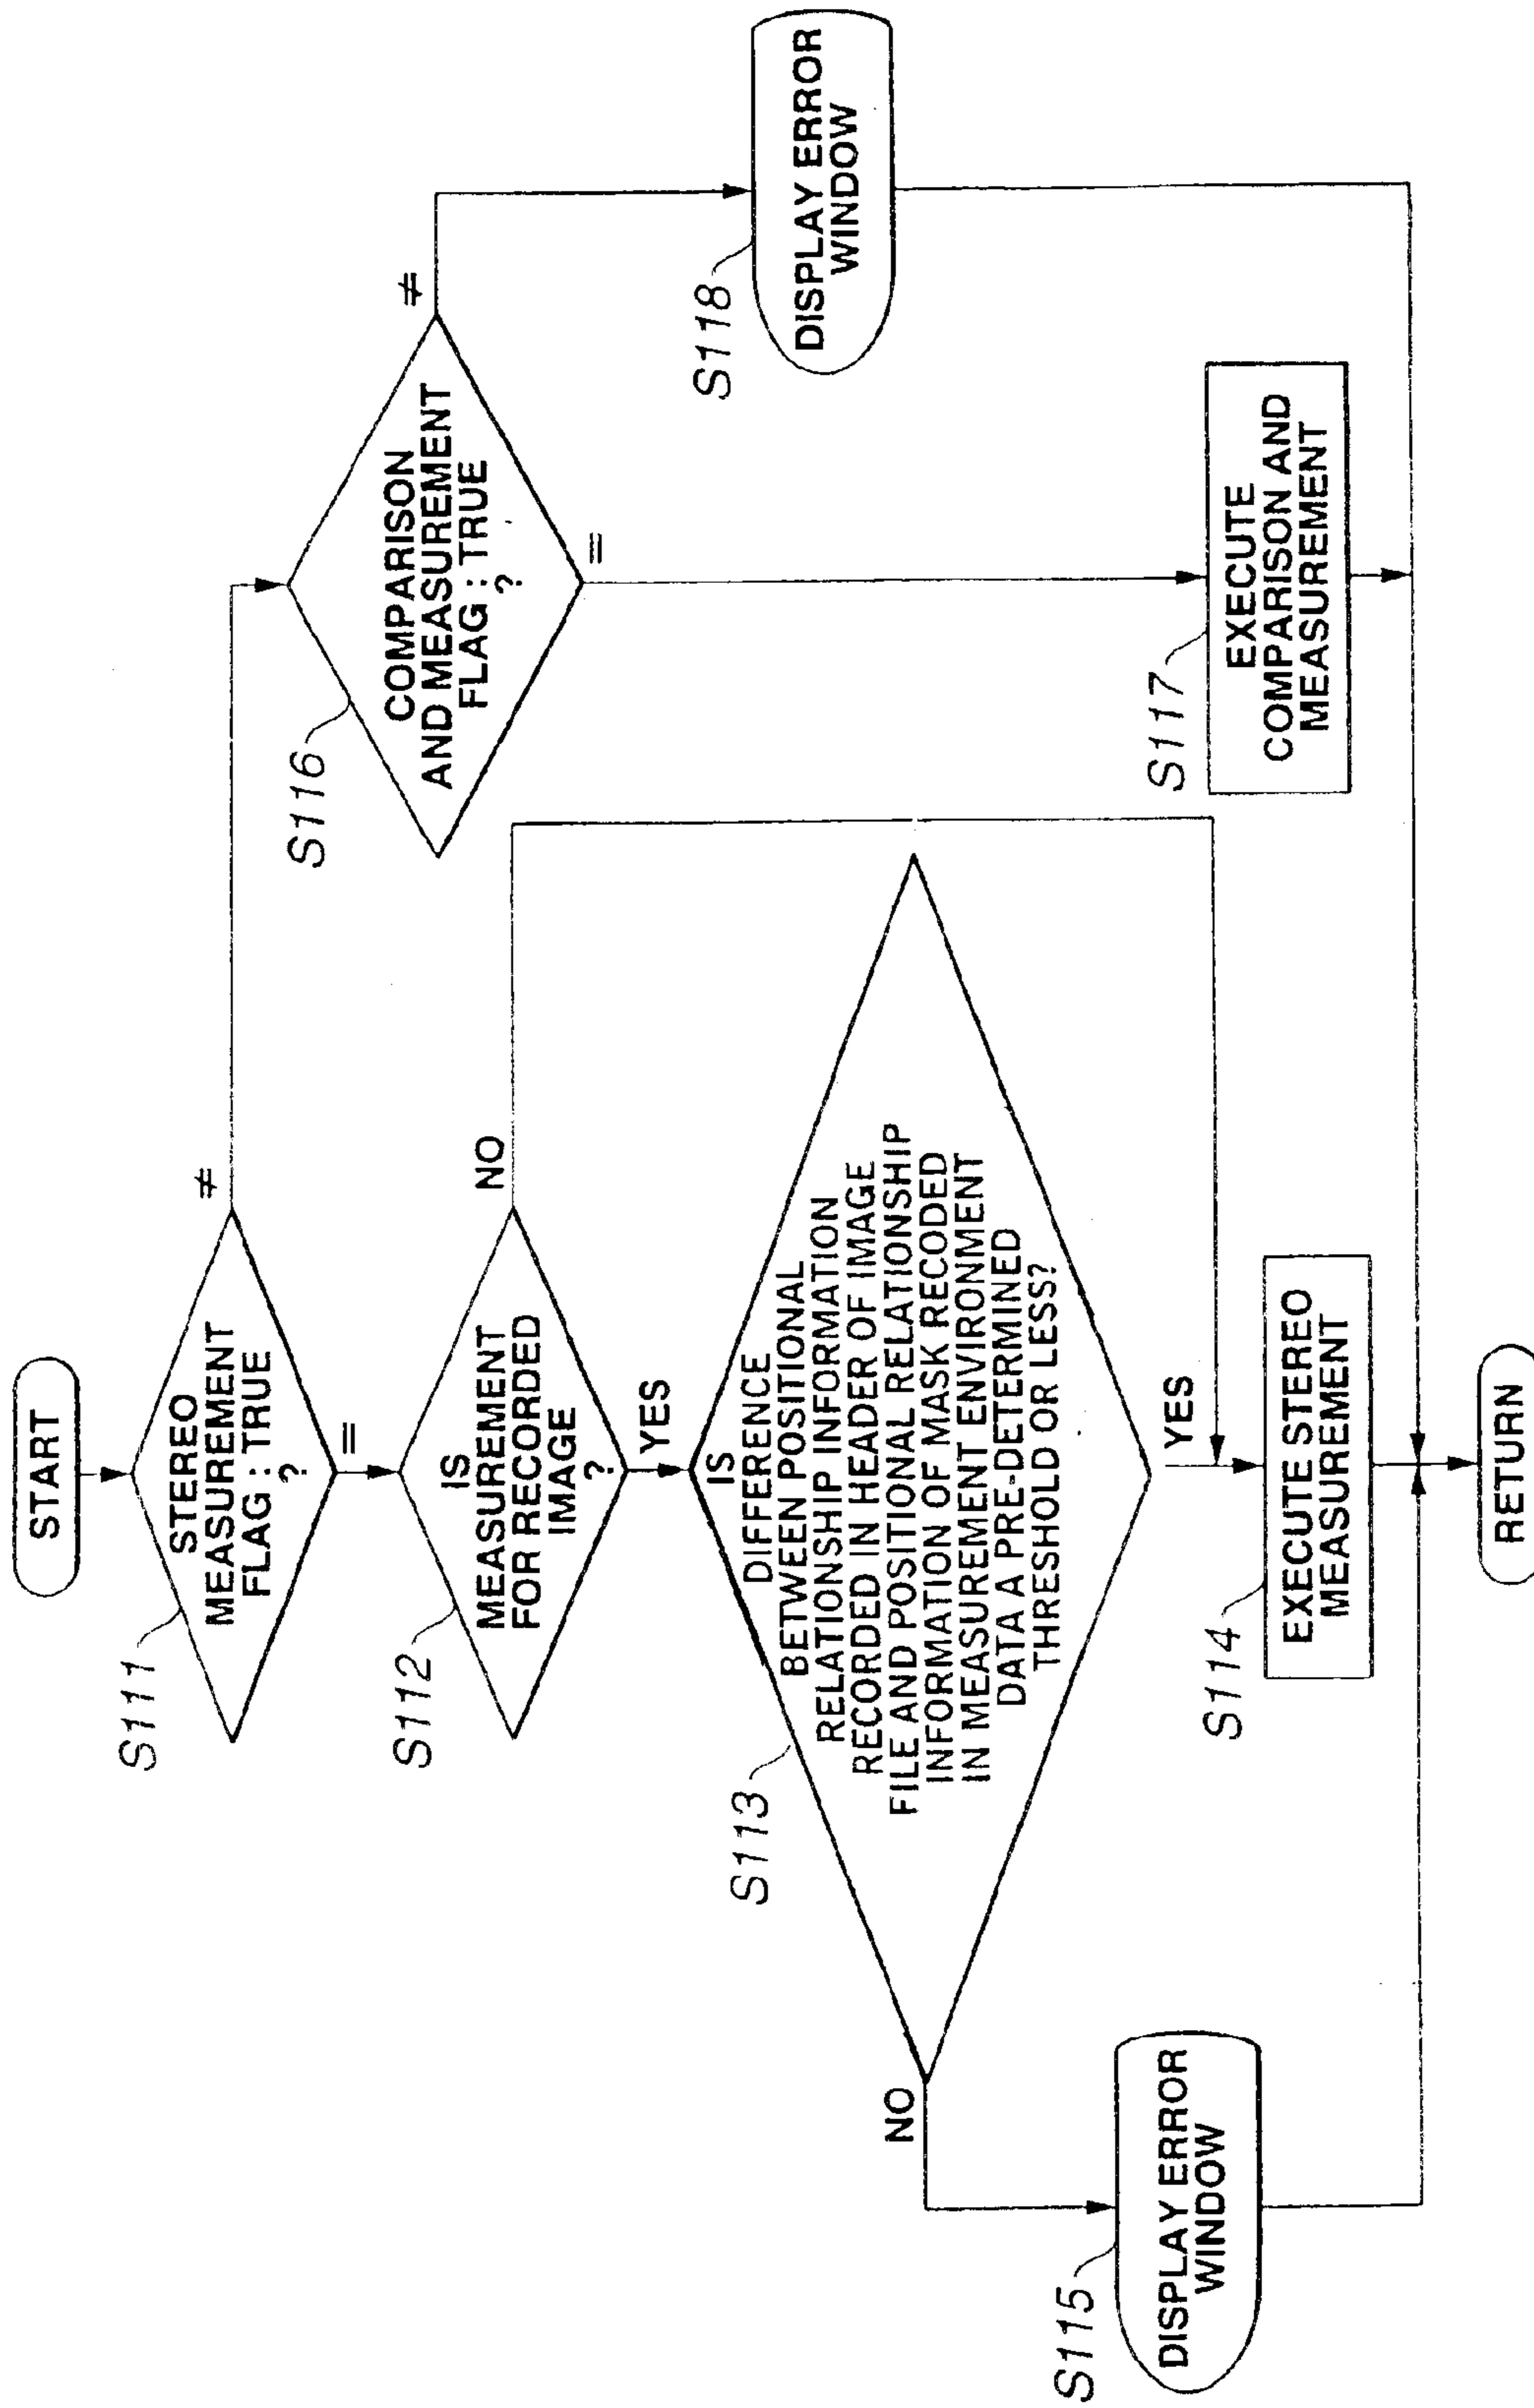 START
S111
STEREO
MEASUREMENT
FLAG : TRUE
?
≠
=
S112
IS
MEASUREMENT
FOR RECORDED
IMAGE
?
NO
YES
S113
IS
DIFFERENCE
BETWEEN POSITIONAL
RELATIONSHIP INFORMATION
RECORDED IN HEADER OF IMAGE
FILE AND POSITIONAL RELATIONSHIP
INFORMATION OF MASK RECODED
IN MEASUREMENT ENVIRONMENT
DATA A PRE-DETERMINED
THRESHOLD OR LESS?
NO
YES
S114
EXECUTE STEREO
MEASUREMENT
S115
DISPLAY ERROR
WINDOW
S116
COMPARISON
AND MEASUREMENT
FLAG : TRUE
?
≠
=
S117
EXECUTE
COMPARISON AND
MEASUREMENT
S118
DISPLAY ERROR
WINDOW
RETURN